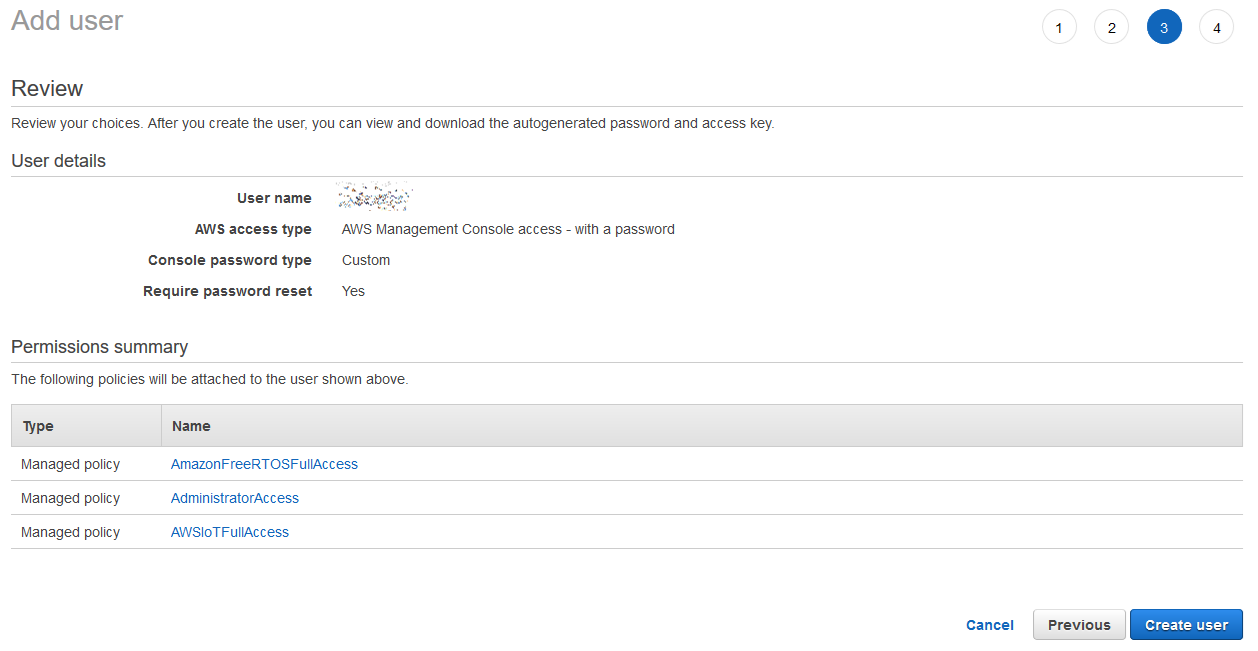 Add user
1 2 3 4
Review
Review your choices. After you create the user, you can view and download the autogenerated password and access key.
User details
User name
AWS access type AWS Management Console access - with a password
Console password type Custom
Require password reset Yes
Permissions summary
The following policies will be attached to the user shown above.
Type Name
Managed policy AmazonFreeRTOSFullAccess
Managed policy AdministratorAccess
Managed policy AWSIoTFullAccess
Cancel Previous Create user